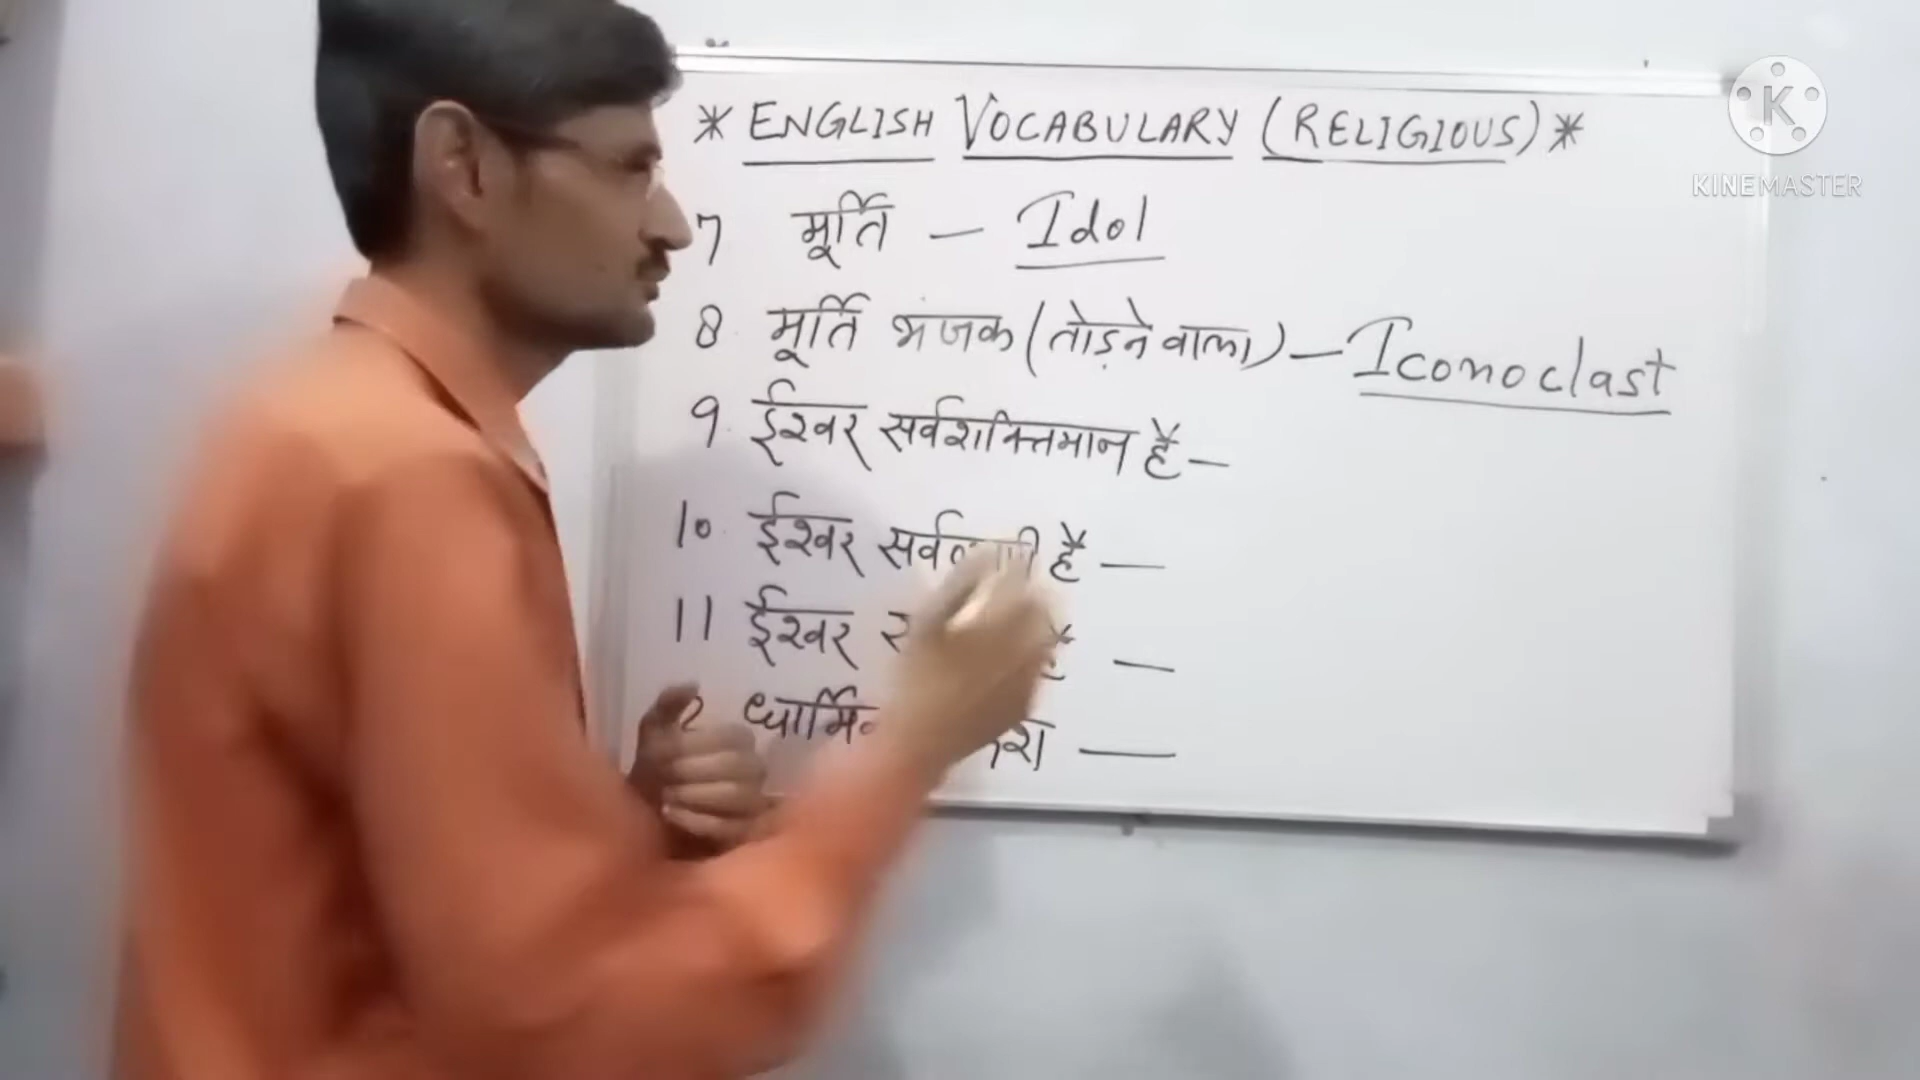 * ENGLISH VOCABULARY (RELIGIOUS) *
7 मूर्ति — Idol
8 मूर्ति भंजक (तोड़ने वाला) — Iconoclast
9 ईश्वर सर्वशक्तिमान हैं —
10 ईश्वर हैं —
11 ईश्वर —
KINEMASTER